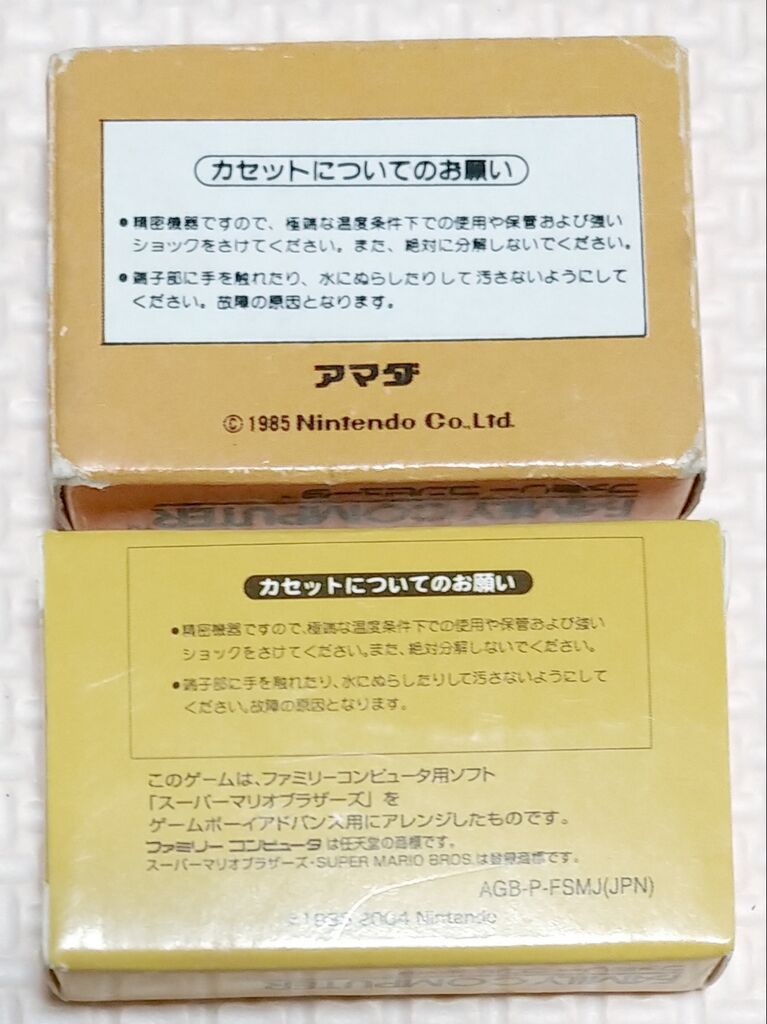 カセットについてのお願い
●精密機器ですので、極端な温度条件下での使用や保管および強い
ショックをさけてください。また、絶対に分解しないでください。
●端子部に手を触れたり、水にぬらしたりして汚さないようにして
ください。故障の原因となります。
アマダ
©1985 Nintendo Co.,Ltd.
FAMILY COMPUTER
ファミリー コンピュータ
カセットについてのお願い
●精密機器ですので、極端な温度条件下での使用や保管および強い
ショックをさけてください。また、絶対分解しないでください。
●端子部に手を触れたり、水にぬらしたりして汚さないようにして
ください。故障の原因となります。
このゲームは、ファミリーコンピュータ用ソフト
「スーパーマリオブラザーズ」を
ゲームボーイアドバンス用にアレンジしたものです。
ファミリー コンピュータ は任天堂の商標です。
スーパーマリオブラザーズ・SUPER MARIO BROS.は登録商標です。
AGB-P-FSMJ(JPN)
©1985 2004 Nintendo
FAMILY COMPUTER